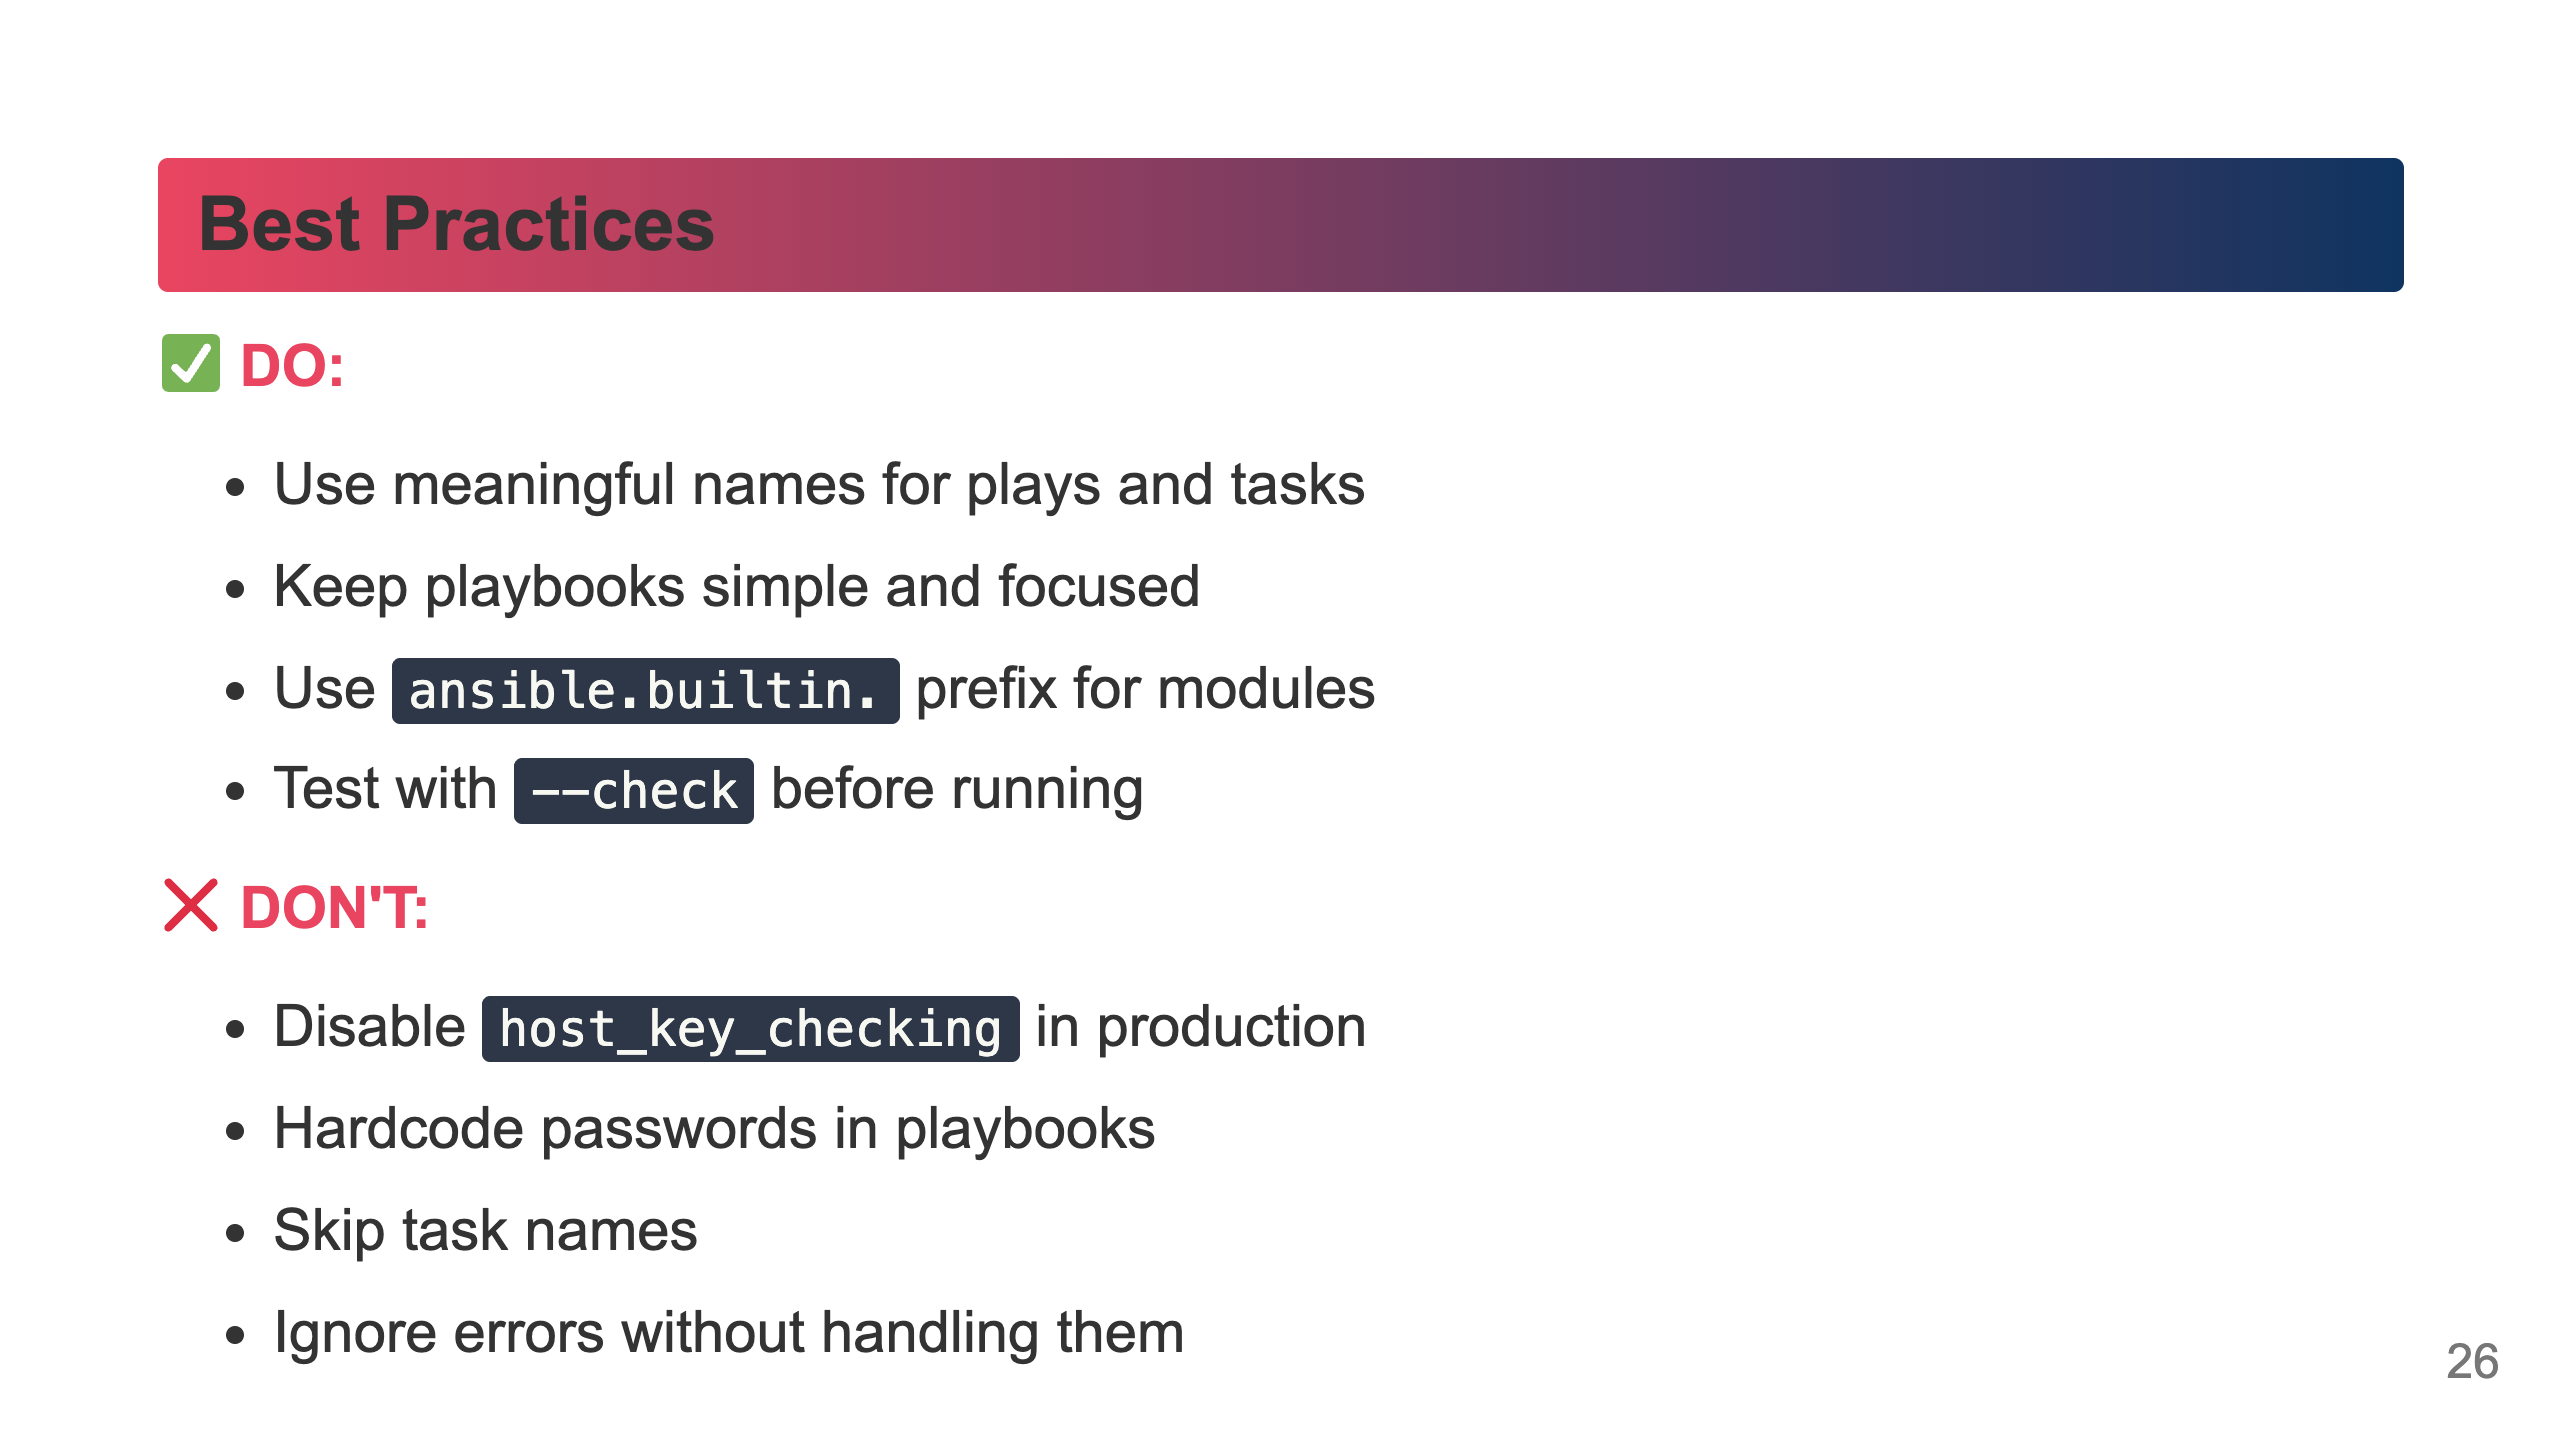 Best Practices
✅ DO:
• Use meaningful names for plays and tasks
• Keep playbooks simple and focused
• Use ansible.builtin. prefix for modules
• Test with --check before running
❌ DON'T:
• Disable host_key_checking in production
• Hardcode passwords in playbooks
• Skip task names
• Ignore errors without handling them
26